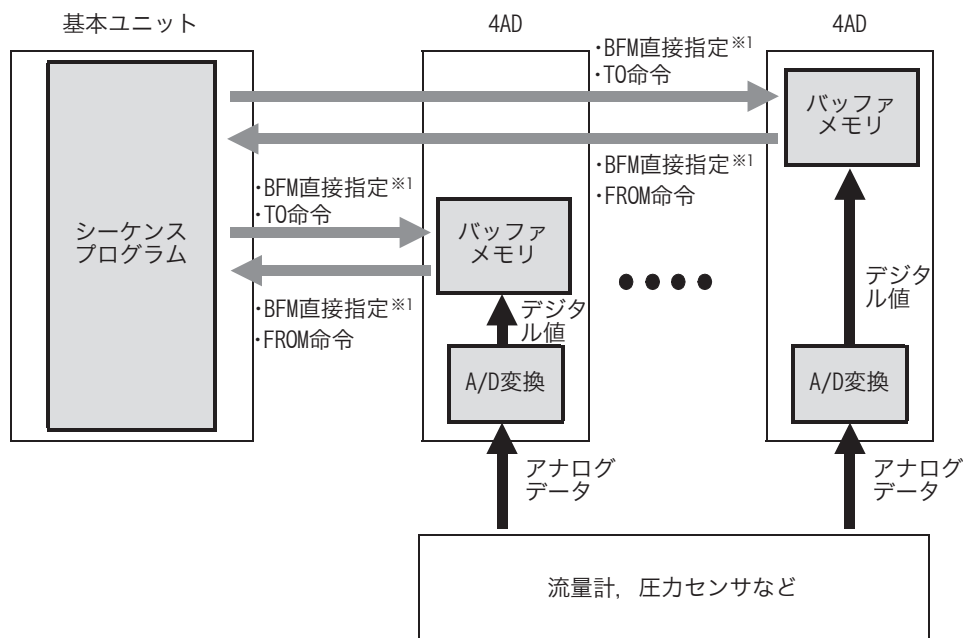 基本ユニット
4AD
4AD
・BFM直接指定※1
・TO命令
バッファ
メモリ
・BFM直接指定※1
・FROM命令
・BFM直接指定※1
・TO命令
シーケンス
プログラム
バッファ
メモリ
・BFM直接指定※1
・FROM命令
デジタ
ル値
デジタ
ル値
A/D変換
A/D変換
アナログ
データ
アナログ
データ
流量計，圧力センサなど